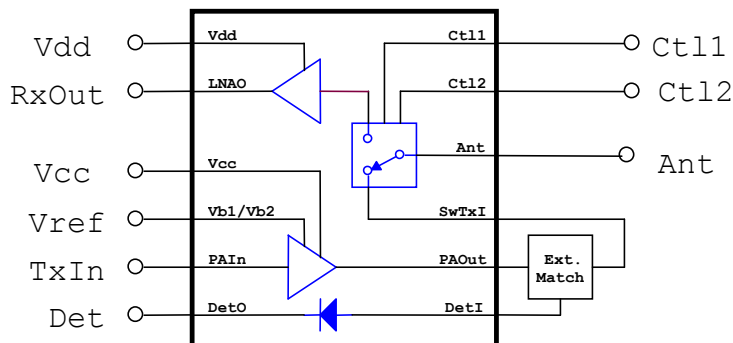 Vdd
Vdd
Ctl1
Ctl1
RxOut
LNAO
Ctl2
Ctl2
Ant
Ant
Vcc
Vcc
Vref
Vb1/Vb2
SwTxI
TxIn
PAIn
PAOut
Ext.
Match
Det
DetO
DetI